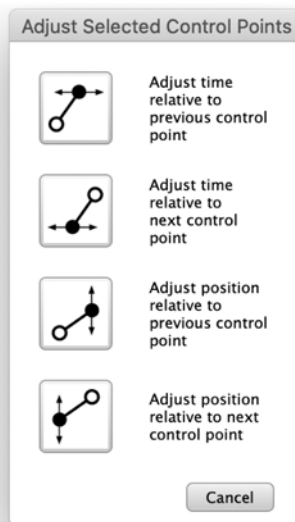 Adjust Selected Control Points
Adjust time
relative to
previous control
point
Adjust time
relative to
next control
point
Adjust position
relative to
previous control
point
Adjust position
relative to next
control point
Cancel